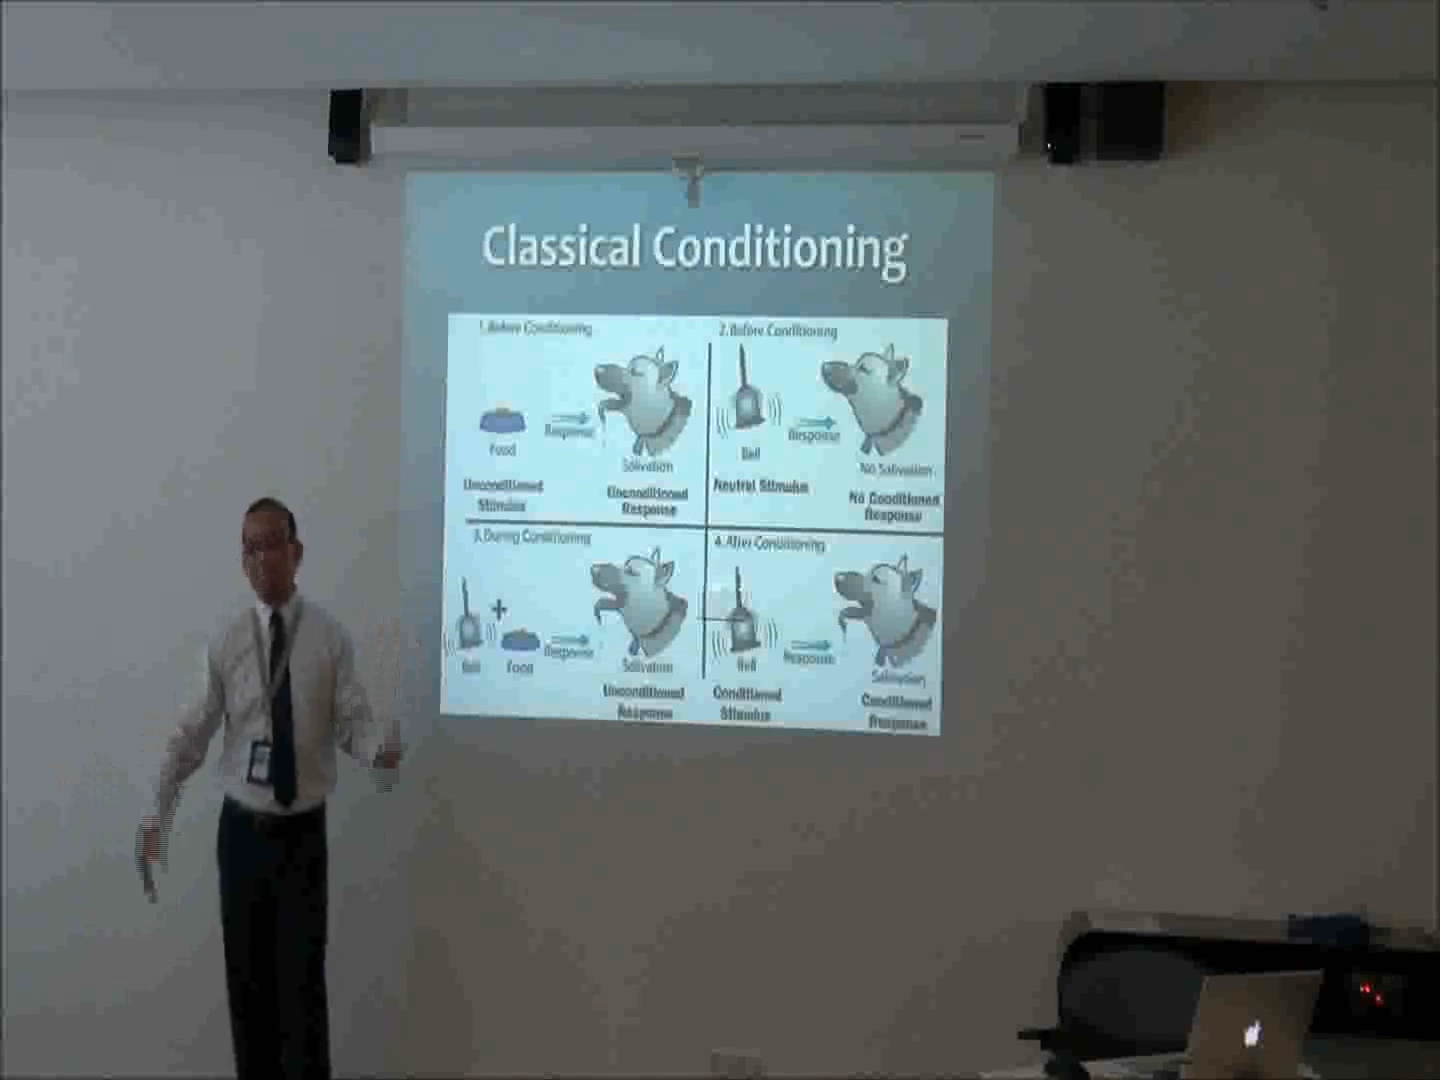 Classical Conditioning
1. Before Conditioning
Food
Response
Salivation
Unconditioned
Stimulus
Unconditioned
Response
2. Before Conditioning
Bell
Response
No Salivation
Neutral Stimulus
No Conditioned
Response
3. During Conditioning
+
Bell
Food
Response
Salivation
Unconditioned
Response
4. After Conditioning
Bell
Response
Salivation
Conditioned
Stimulus
Conditioned
Response